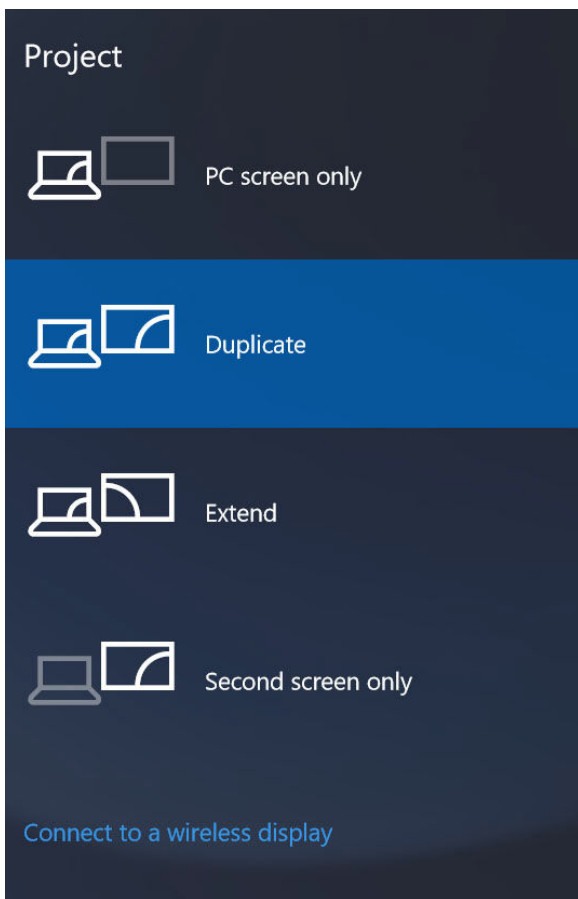 Project
PC screen only
Duplicate
Extend
Second screen only
Connect to a wireless display